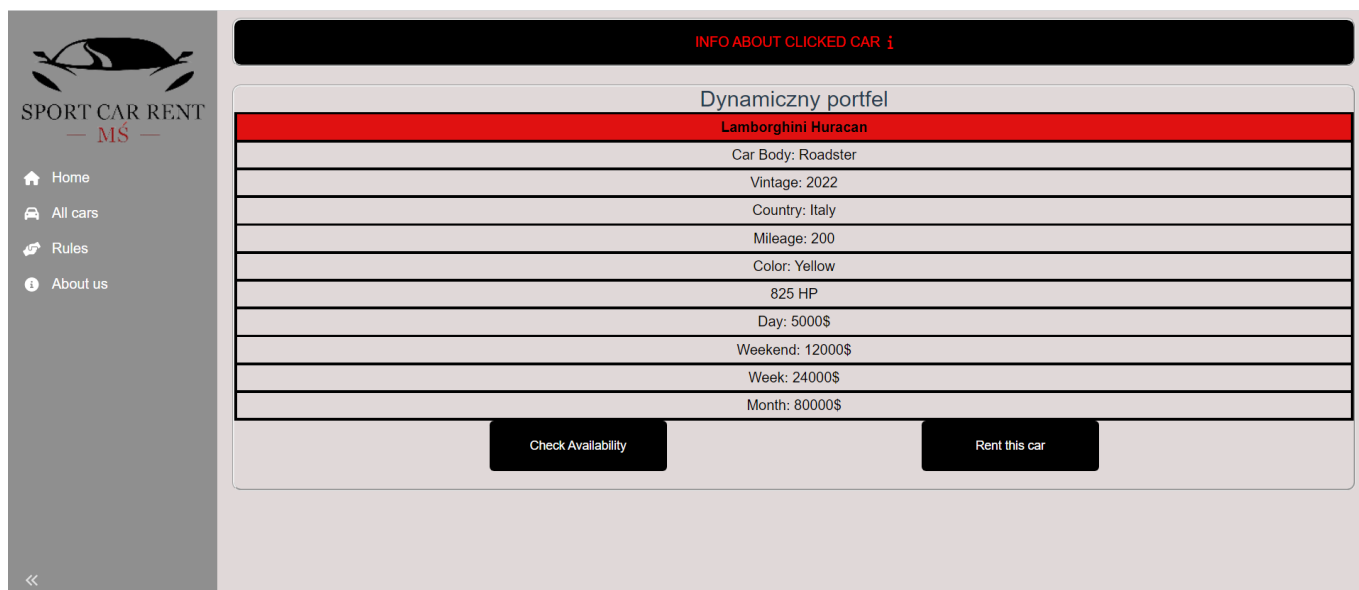 SPORT CAR RENT
— MŚ —
Home
All cars
Rules
About us
INFO ABOUT CLICKED CAR i
Dynamiczny portfel
Lamborghini Huracan
Car Body: Roadster
Vintage: 2022
Country: Italy
Mileage: 200
Color: Yellow
825 HP
Day: 5000$
Weekend: 12000$
Week: 24000$
Month: 80000$
Check Availability
Rent this car